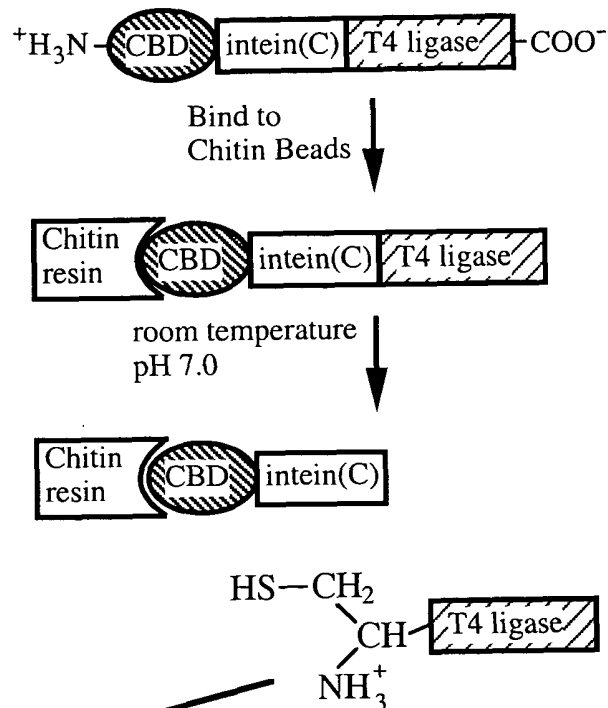 ⁺H₃N CBD intein(C) T4 ligase COO⁻
Bind to
Chitin Beads
Chitin
resin CBD intein(C) T4 ligase
room temperature
pH 7.0
Chitin
resin CBD intein(C)
HS—CH₂
CH T4 ligase
NH₃⁺